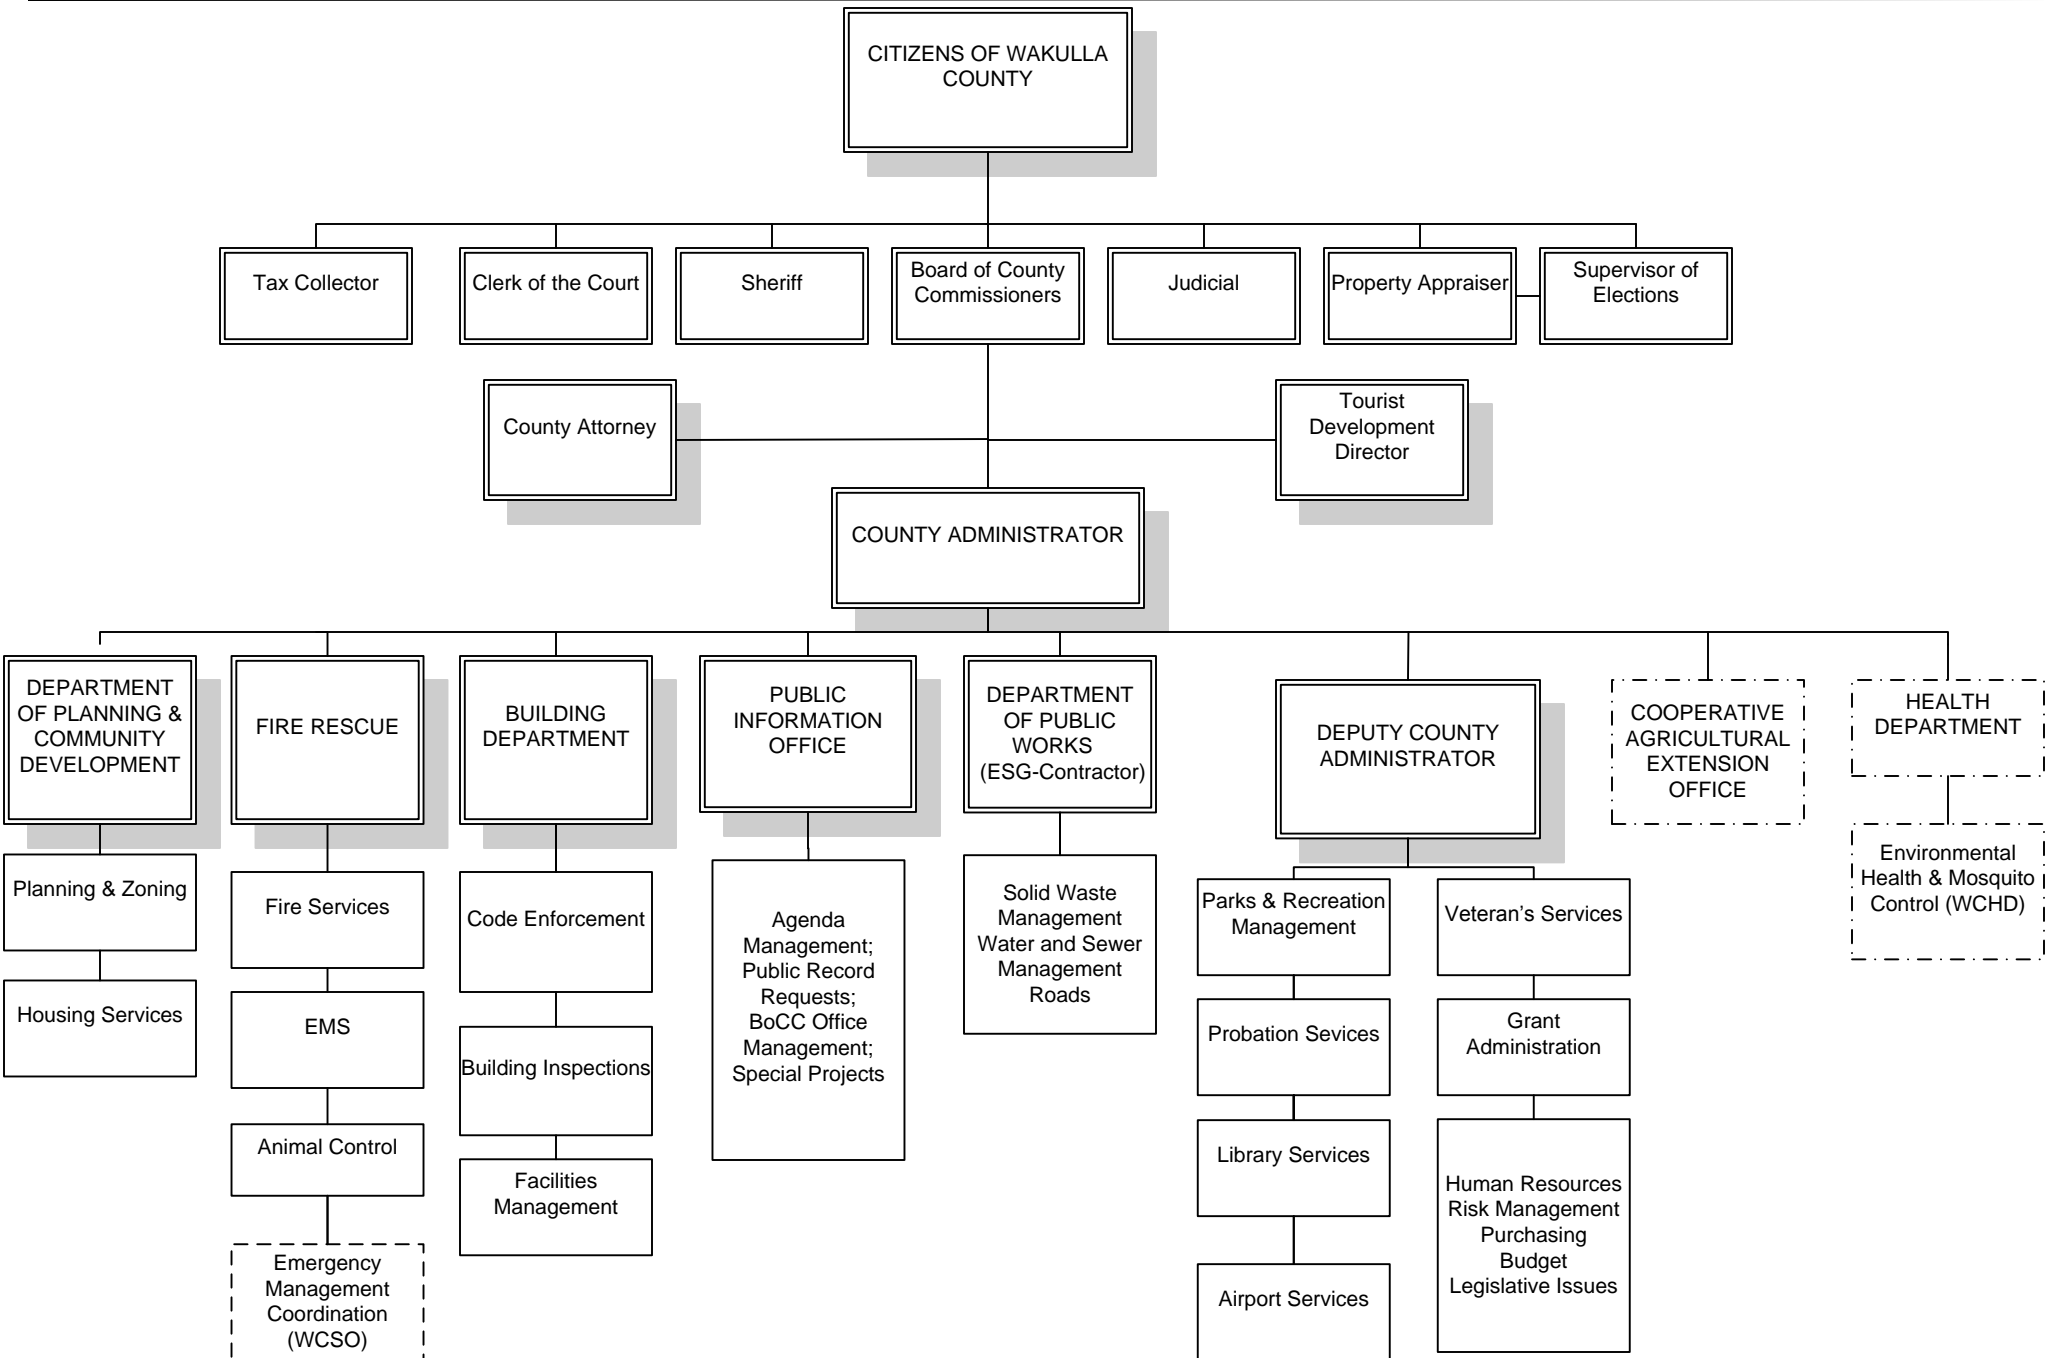 CITIZENS OF WAKULLA
COUNTY
Tax Collector
Clerk of the Court
Sheriff
Board of County
Commissioners
Judicial
Property Appraiser
Supervisor of
Elections
County Attorney
Tourist
Development
Director
COUNTY ADMINISTRATOR
DEPARTMENT
OF PLANNING &
COMMUNITY
DEVELOPMENT
FIRE RESCUE
BUILDING
DEPARTMENT
PUBLIC
INFORMATION
OFFICE
DEPARTMENT
OF PUBLIC
WORKS
(ESG-Contractor)
DEPUTY COUNTY
ADMINISTRATOR
COOPERATIVE
AGRICULTURAL
EXTENSION
OFFICE
HEALTH
DEPARTMENT
Planning & Zoning
Housing Services
Fire Services
EMS
Animal Control
Emergency
Management
Coordination
(WCSO)
Code Enforcement
Building Inspections
Facilities
Management
Agenda
Management;
Public Record
Requests;
BoCC Office
Management;
Special Projects
Solid Waste
Management
Water and Sewer
Management
Roads
Parks & Recreation
Management
Probation Sevices
Library Services
Airport Services
Veteran’s Services
Grant
Administration
Human Resources
Risk Management
Purchasing
Budget
Legislative Issues
Environmental
Health & Mosquito
Control (WCHD)